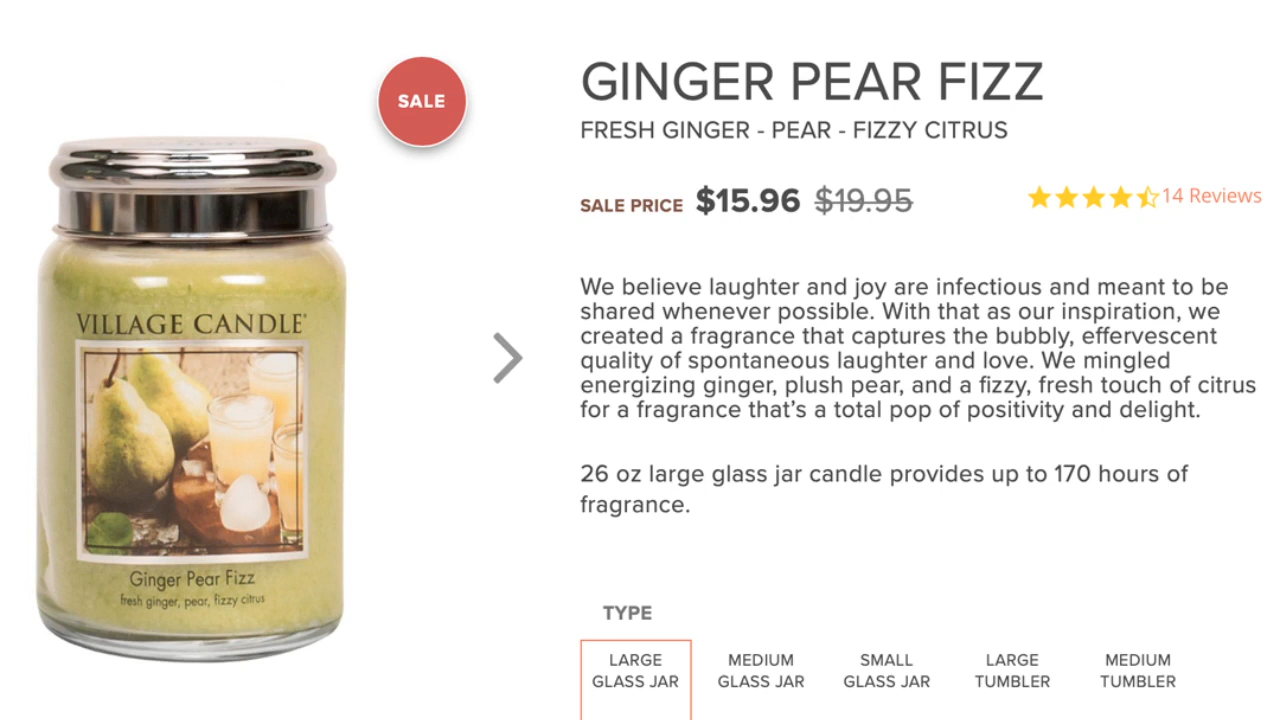 SALE
GINGER PEAR FIZZ
FRESH GINGER - PEAR - FIZZY CITRUS
SALE PRICE $15.96 $19.95
14 Reviews
We believe laughter and joy are infectious and meant to be
shared whenever possible. With that as our inspiration, we
created a fragrance that captures the bubbly, effervescent
quality of spontaneous laughter and love. We mingled
energizing ginger, plush pear, and a fizzy, fresh touch of citrus
for a fragrance that’s a total pop of positivity and delight.
26 oz large glass jar candle provides up to 170 hours of
fragrance.
TYPE
LARGE
GLASS JAR
MEDIUM
GLASS JAR
SMALL
GLASS JAR
LARGE
TUMBLER
MEDIUM
TUMBLER
VILLAGE CANDLE®
Ginger Pear Fizz
fresh ginger, pear, fizzy citrus